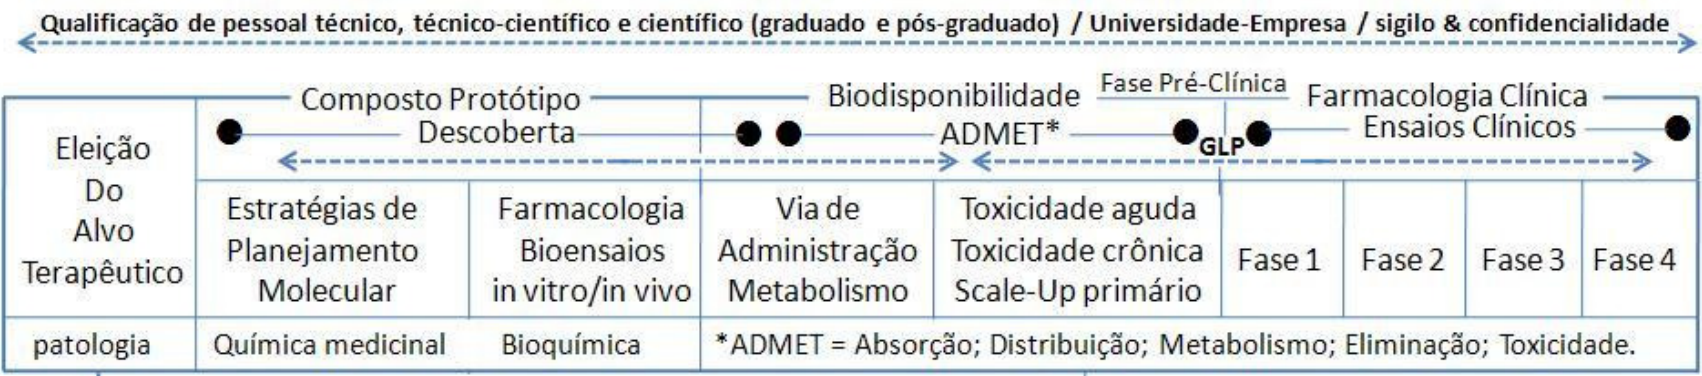 Qualificação de pessoal técnico, técnico-científico e científico (graduado e pós-graduado) / Universidade-Empresa / sigilo & confidencialidade
Eleição
Do
Alvo
Terapêutico
patologia
Composto Protótipo
Descoberta
Estratégias de
Planejamento
Molecular
Química medicinal
Farmacologia
Bioensaios
in vitro/in vivo
Bioquímica
Biodisponibilidade
ADMET*
Via de
Administração
Metabolismo
Fase Pré-Clínica
GLP
Toxicidade aguda
Toxicidade crônica
Scale-Up primário
Farmacologia Clínica
Ensaios Clínicos
Fase 1
Fase 2
Fase 3
Fase 4
*ADMET = Absorção; Distribuição; Metabolismo; Eliminação; Toxicidade.